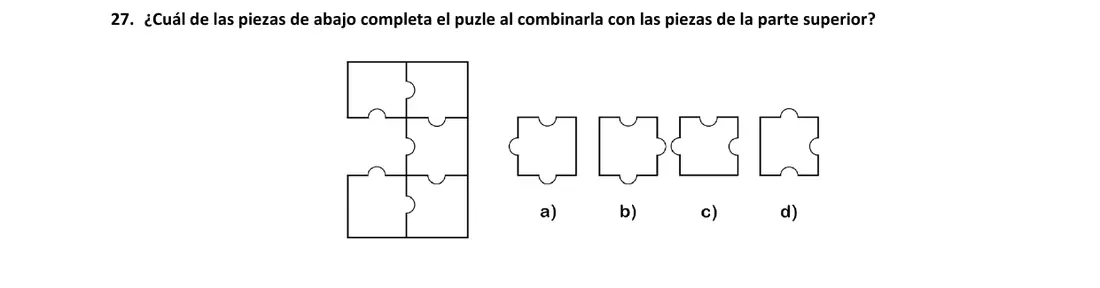 27. ¿Cuál de las piezas de abajo completa el puzle al combinarla con las piezas de la parte superior?
a) b) c) d)